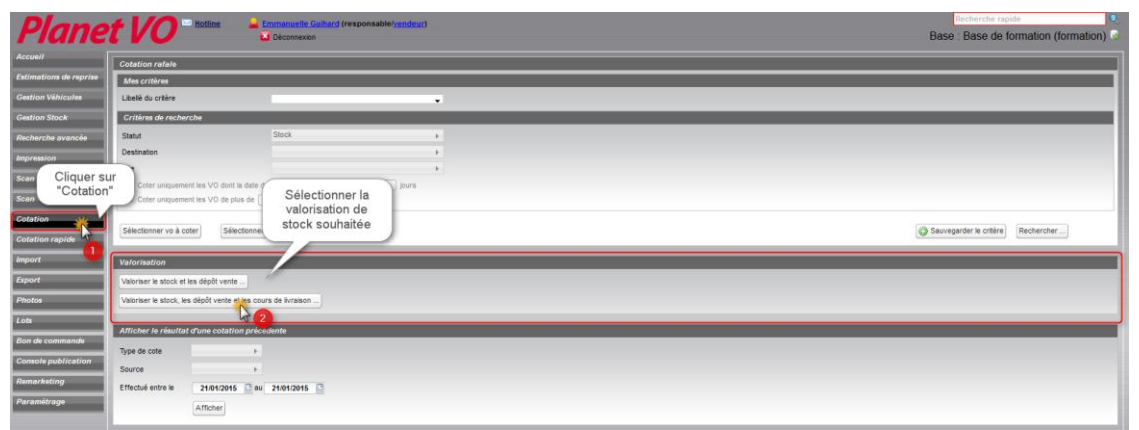 Planet VO
Hotline
Emmanuelle Galhard (responsable/vendeur)
Déconnexion
Recherche rapide
Base : Base de formation (formation)
Accueil
Estimations de reprise
Gestion Véhicules
Gestion Stock
Recherche avancée
Impression
Scan
Scan
Cotation
Cotation rapide
Import
Export
Photos
Lots
Bon de commande
Console publication
Remarketing
Paramétrage
Cliquer sur
"Cotation"
1
Cotation rafale
Mes critères
Libellé du critère
Critères de recherche
Statut
Stock
Destination
Coter uniquement les VO dont la date d
jours
Coter uniquement les VO de plus de
Sélectionner la
valorisation de
stock souhaitée
Sélectionner vo à coter
Sélectionne
Sauvegarder le critère
Rechercher ...
Valorisation
Valoriser le stock et les dépôt vente ...
Valoriser le stock, les dépôt vente et les cours de livraison ...
2
Afficher le résultat d'une cotation précédente
Type de cote
Source
Effectué entre le 21/01/2015 au 21/01/2015
Afficher